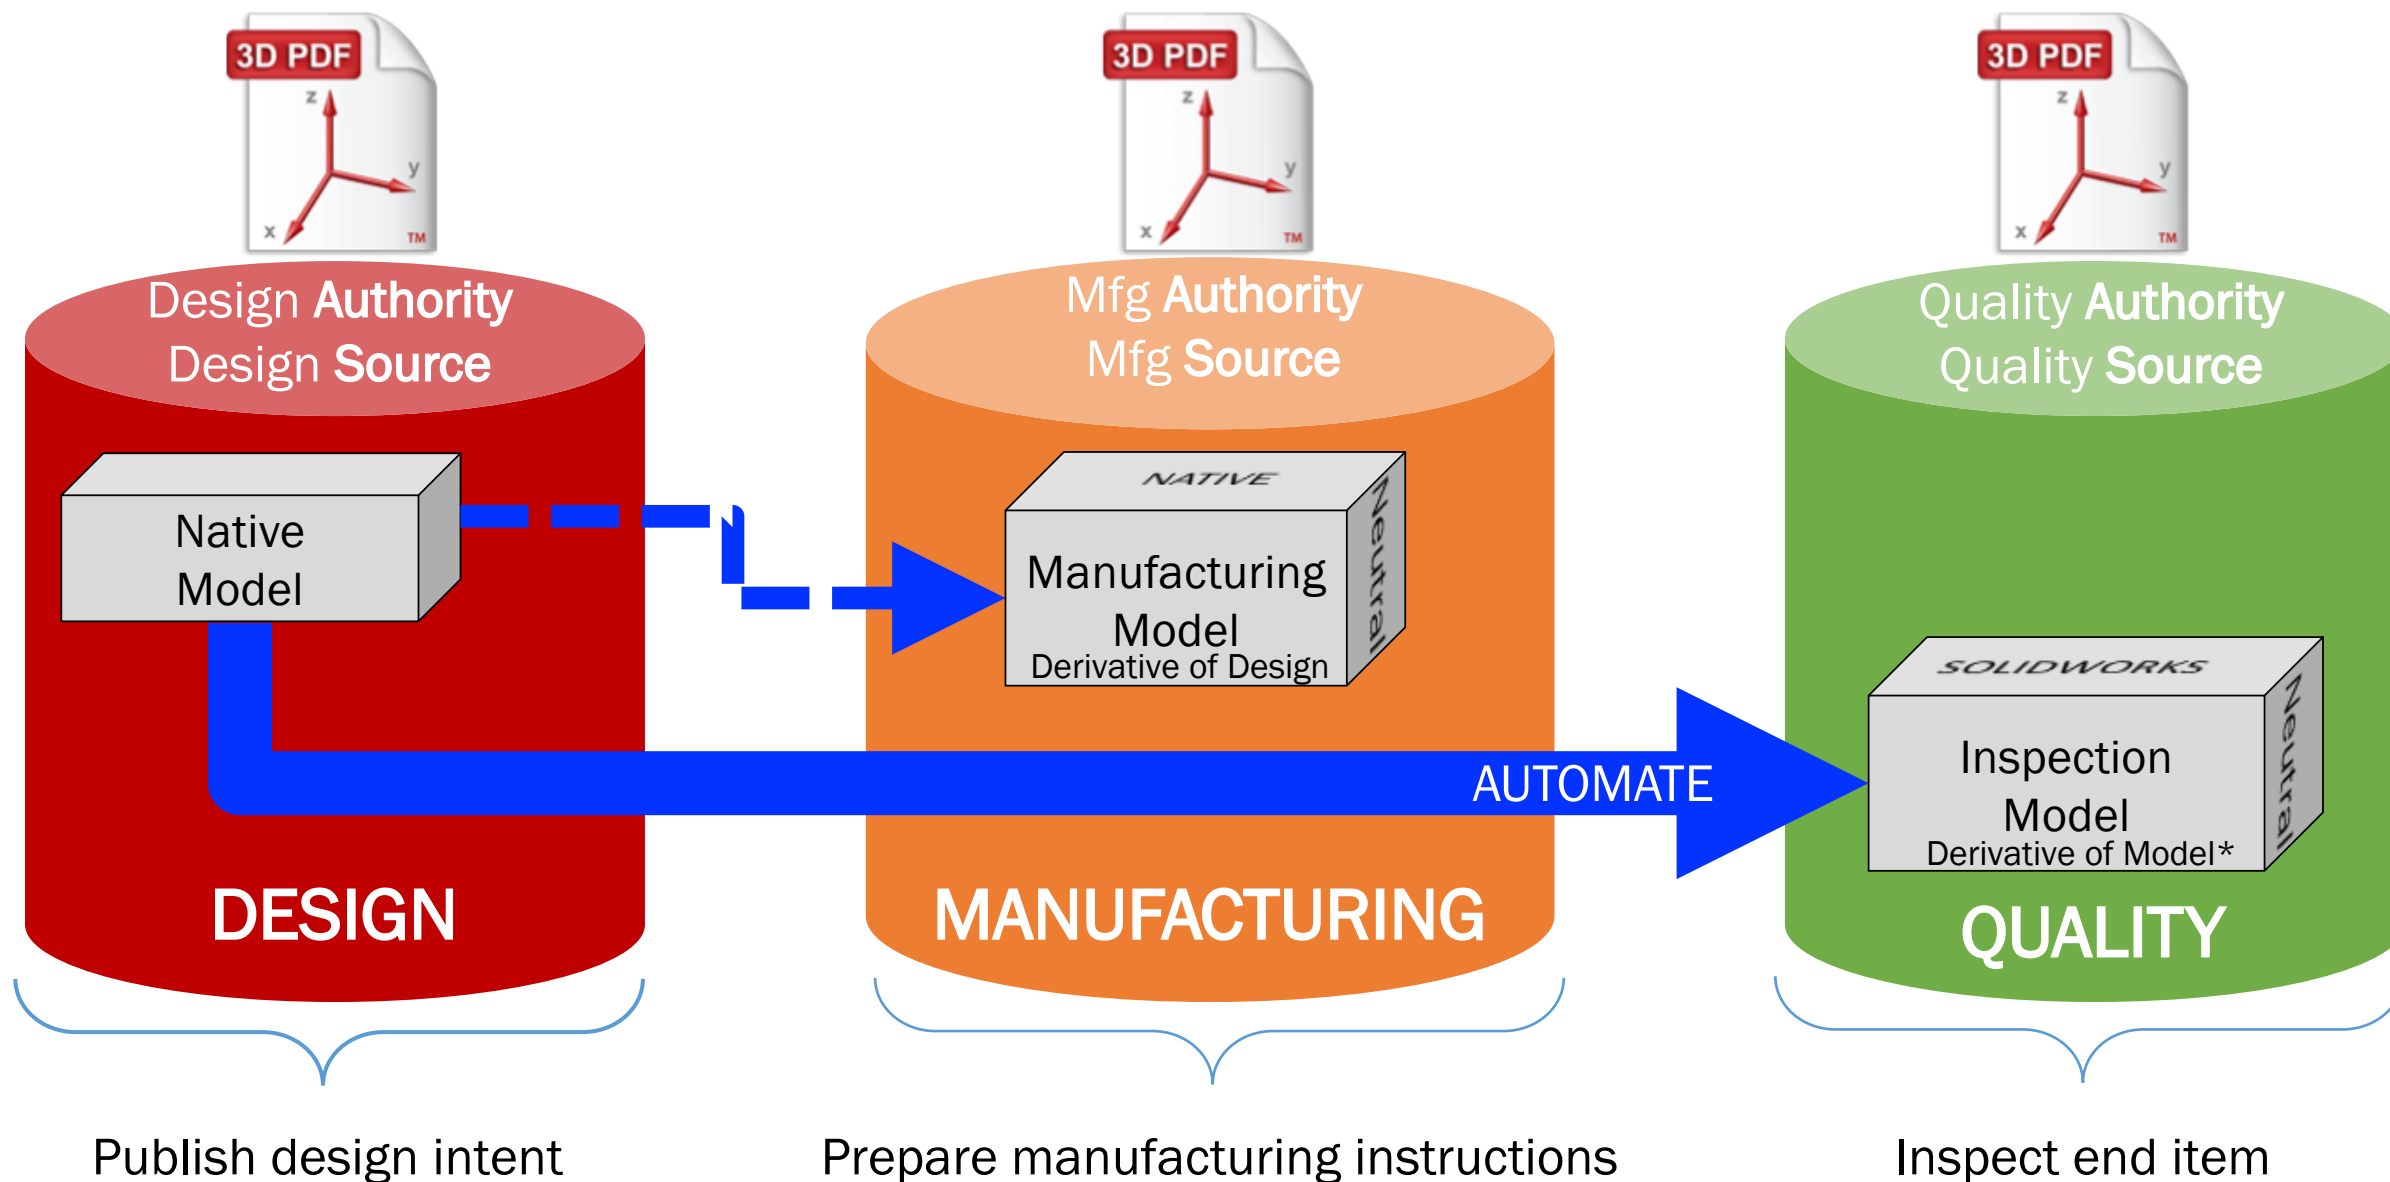 3D PDF
z
y
x
TM
3D PDF
z
y
x
TM
3D PDF
z
y
x
TM
Design Authority
Design Source
Mfg Authority
Mfg Source
Quality Authority
Quality Source
Native
Model
NATIVE
Neutral
Manufacturing
Model
Derivative of Design
SOLIDWORKS
Neutral
Inspection
Model
Derivative of Model*
AUTOMATE
DESIGN
MANUFACTURING
QUALITY
Publish design intent
Prepare manufacturing instructions
Inspect end item